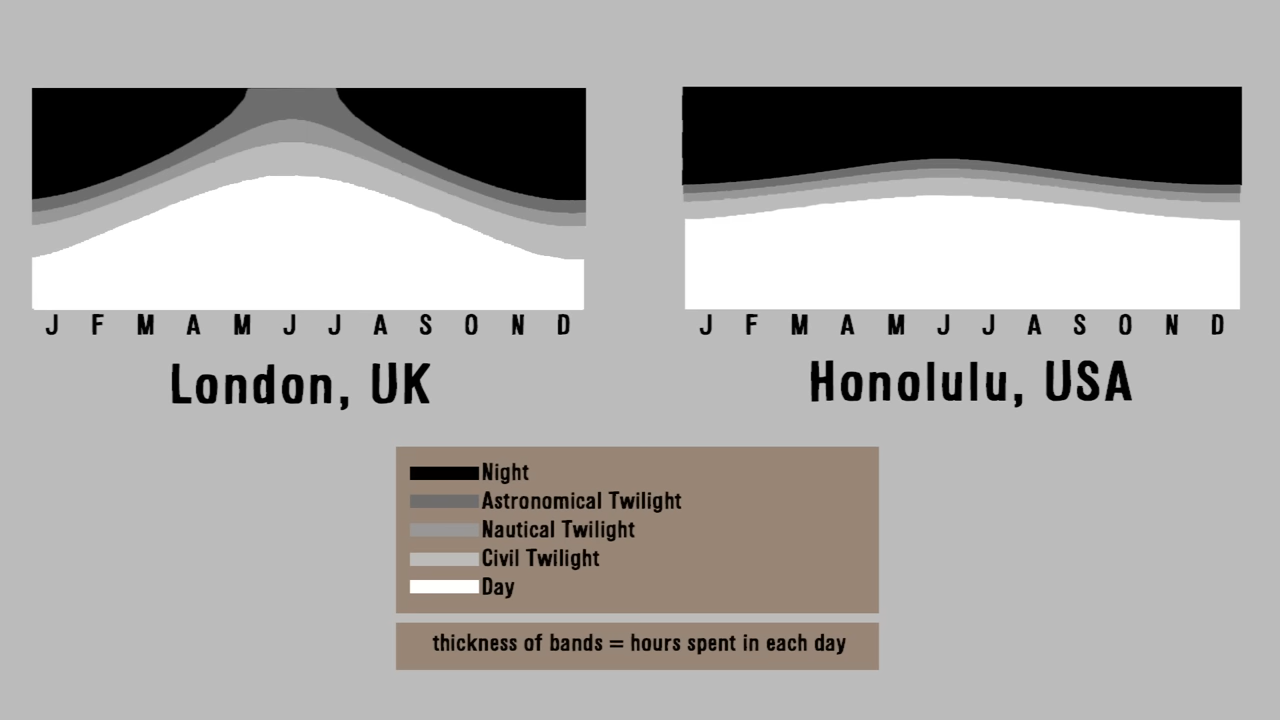 J F M A M J J A S O N D
London, UK
J F M A M J J A S O N D
Honolulu, USA
Night
Astronomical Twilight
Nautical Twilight
Civil Twilight
Day
thickness of bands = hours spent in each day